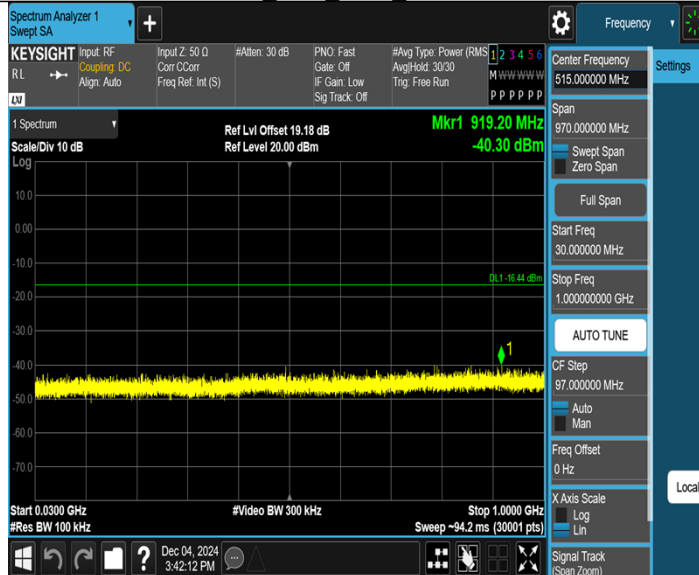 Spectrum Analyzer 1
Swept SA
Frequency
KEYSIGHT
RL
LXI
Input: RF
Coupling: DC
Align: Auto
Input Z: 50 Ω
Corr CCorr
Freq Ref: Int (S)
#Atten: 30 dB
PNO: Fast
Gate: Off
IF Gain: Low
Sig Track: Off
#Avg Type: Power (RMS
Avg|Hold: 30/30
Trig: Free Run
1 2 3 4 5 6
M W W W W W
P P P P P P
1 Spectrum
Scale/Div 10 dB
Log
Ref Lvl Offset 19.18 dB
Ref Level 20.00 dBm
Mkr1 919.20 MHz
-40.30 dBm
10.0
0.00
-10.0
DL1 -16.44 dBm
-20.0
-30.0
1
-40.0
-50.0
-60.0
-70.0
Start 0.0300 GHz
#Res BW 100 kHz
#Video BW 300 kHz
Stop 1.0000 GHz
Sweep ~94.2 ms (30001 pts)
?
Dec 04, 2024
3:42:12 PM
Center Frequency
515.000000 MHz
Settings
Span
970.000000 MHz
Swept Span
Zero Span
Full Span
Start Freq
30.000000 MHz
Stop Freq
1.000000000 GHz
AUTO TUNE
CF Step
97.000000 MHz
Auto
Man
Freq Offset
0 Hz
Local
X Axis Scale
Log
Lin
Signal Track
(Span Zoom)